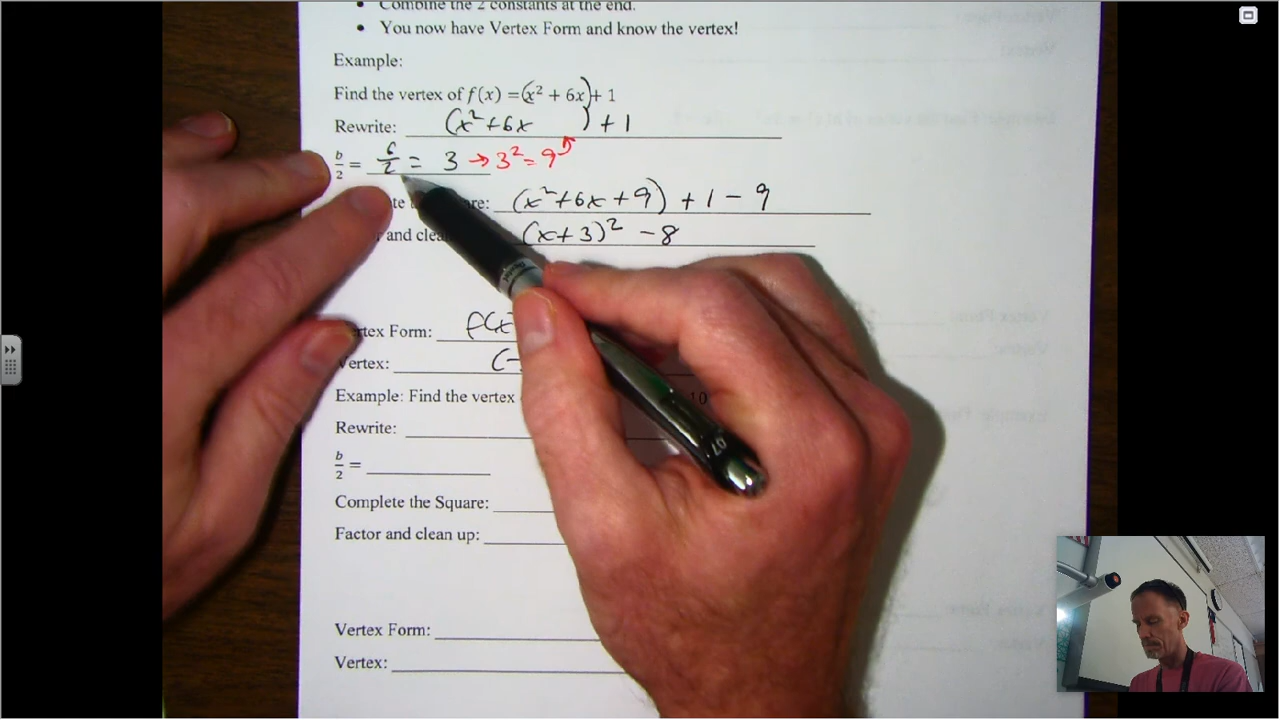 • Combine the 2 constants at the end.
• You now have Vertex Form and know the vertex!
Example:
Find the vertex of f(x) = (x² + 6x) + 1
Rewrite: (x² + 6x ) + 1
b/2 = 6/2 = 3 → 3² = 9
(x² + 6x + 9) + 1 - 9
and (x + 3)² - 8
Vertex Form: f(x
Vertex: (-
Example: Find the vertex 10
Rewrite:
b/2 =
Complete the Square:
Factor and clean up:
Vertex Form:
Vertex:
07